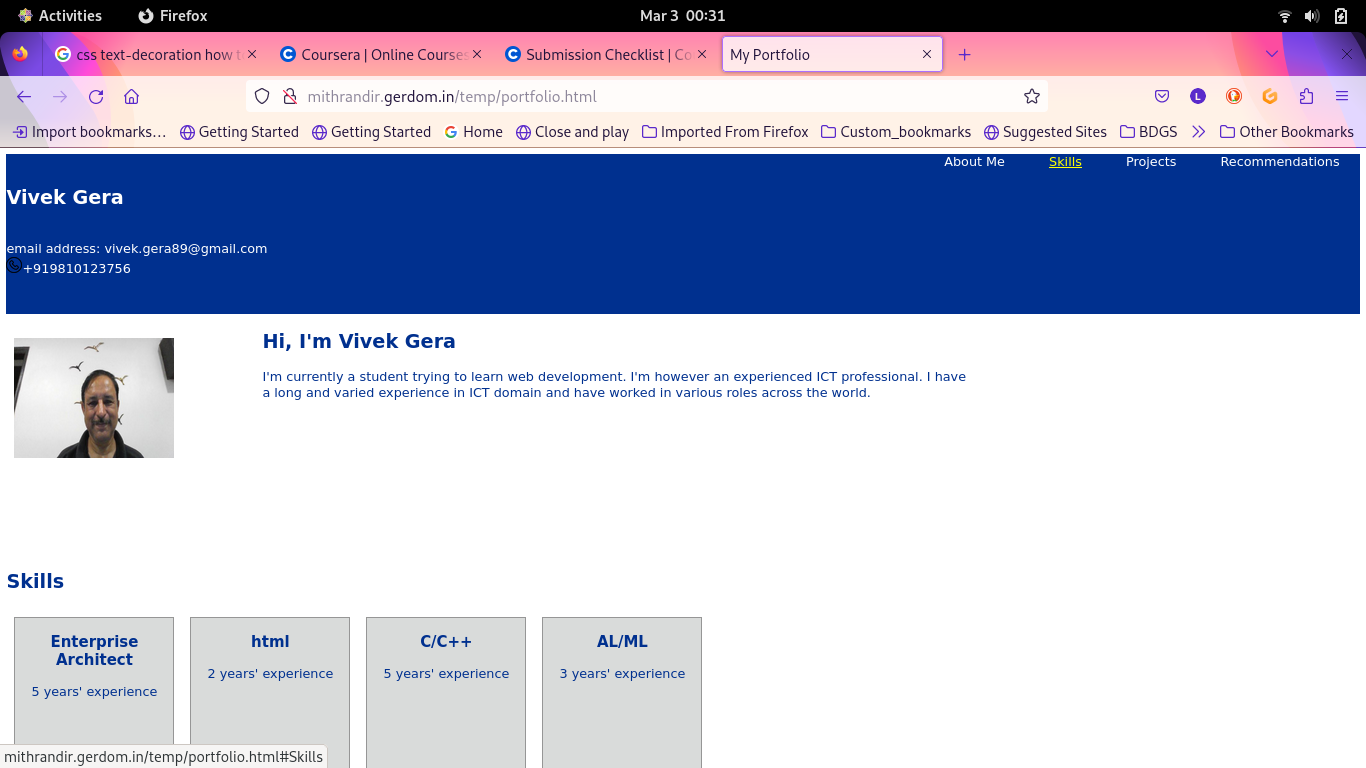 Activities Firefox Mar 3 00:31
css text-decoration how t Coursera | Online Courses Submission Checklist | Co My Portfolio
mithrandir.gerdom.in/temp/portfolio.html L
Import bookmarks… Getting Started Getting Started Home Close and play Imported From Firefox Custom_bookmarks Suggested Sites BDGS Other Bookmarks
About Me Skills Projects Recommendations
Vivek Gera
email address: vivek.gera89@gmail.com
+919810123756
Hi, I'm Vivek Gera
I'm currently a student trying to learn web development. I'm however an experienced ICT professional. I have
a long and varied experience in ICT domain and have worked in various roles across the world.
Skills
Enterprise
Architect
5 years' experience
html
2 years' experience
C/C++
5 years' experience
AL/ML
3 years' experience
mithrandir.gerdom.in/temp/portfolio.html#Skills